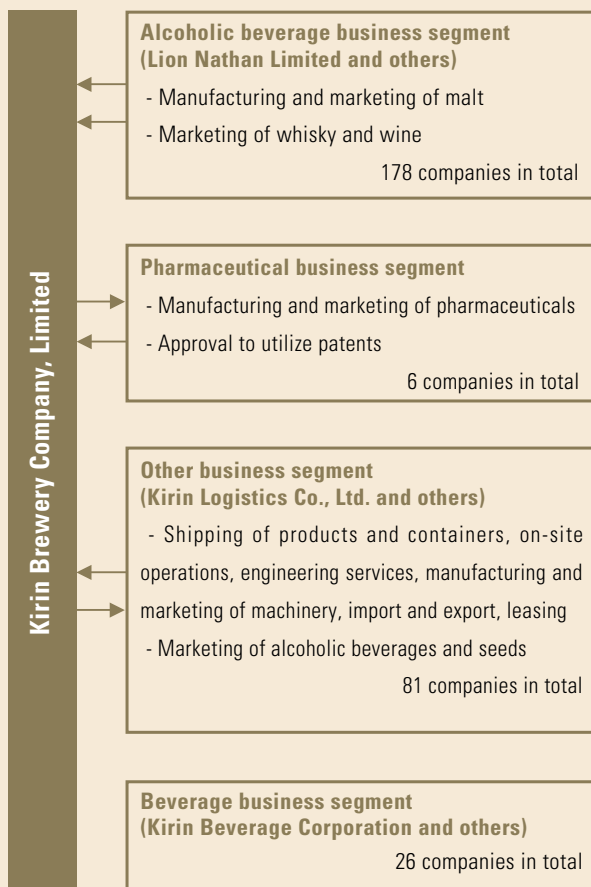 Kirin Brewery Company, Limited
Alcoholic beverage business segment
(Lion Nathan Limited and others)
- Manufacturing and marketing of malt
- Marketing of whisky and wine
178 companies in total
Pharmaceutical business segment
- Manufacturing and marketing of pharmaceuticals
- Approval to utilize patents
6 companies in total
Other business segment
(Kirin Logistics Co., Ltd. and others)
- Shipping of products and containers, on-site
operations, engineering services, manufacturing and
marketing of machinery, import and export, leasing
- Marketing of alcoholic beverages and seeds
81 companies in total
Beverage business segment
(Kirin Beverage Corporation and others)
26 companies in total